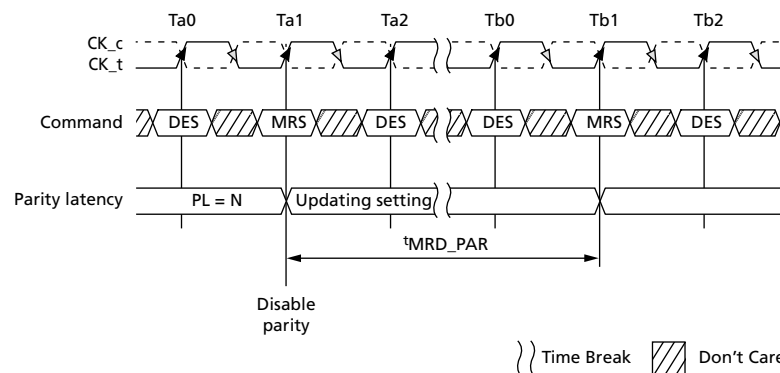 Ta0 Ta1 Ta2 Tb0 Tb1 Tb2
CK_c
CK_t
Command DES MRS DES DES MRS DES
Parity latency PL = N Updating setting
tMRD_PAR
Disable
parity
Time Break Don't Care